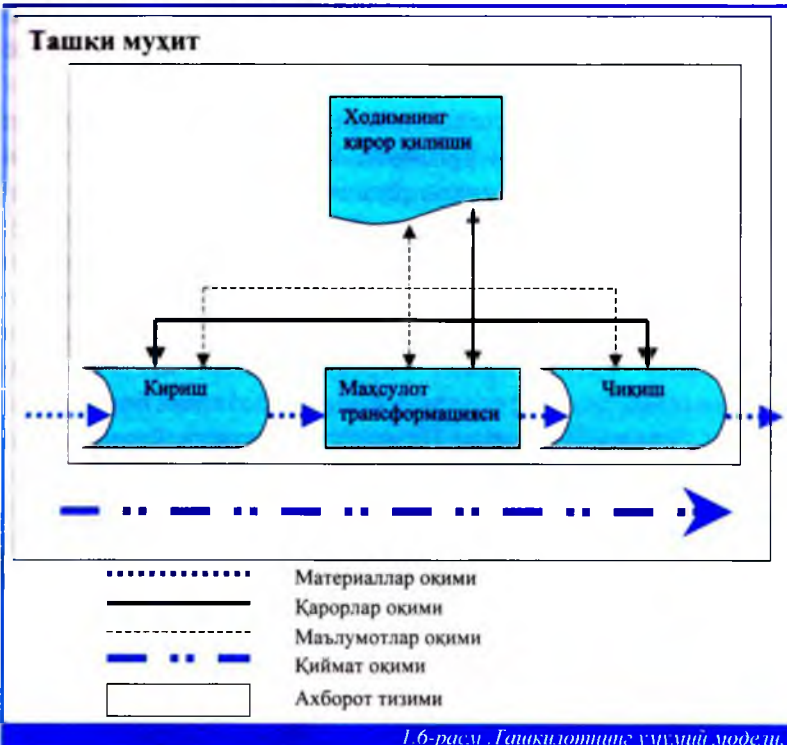 Ташки муҳит
Ходимнинг
қарор қилиши
Кириш
Маҳсулот
трансформацияси
Чиқиш
Материаллар оқими
Қарорлар оқими
Маълумотлар оқими
Қиймат оқими
Ахборот тизими
1.6-расм .Ташкилотнинг умумий модели.